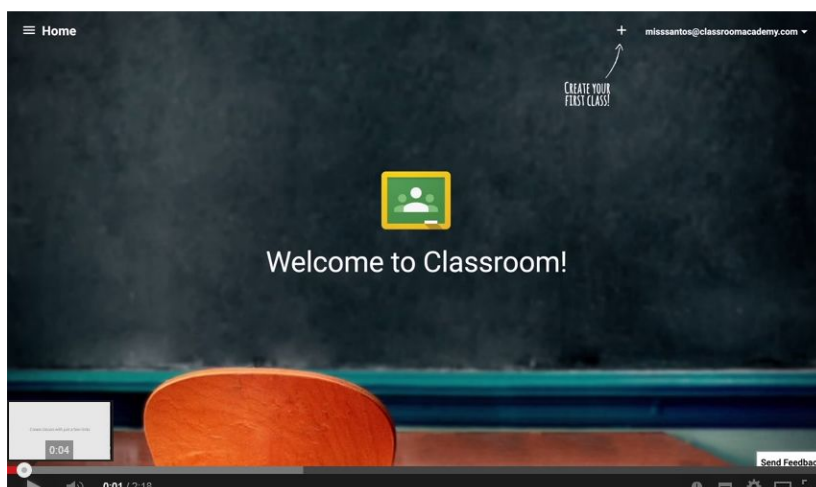 Home
misssantos@classroomacademy.com
CREATE YOUR
FIRST CLASS!
Welcome to Classroom!
0:04
Send Feedbac
0:01 / 2:18